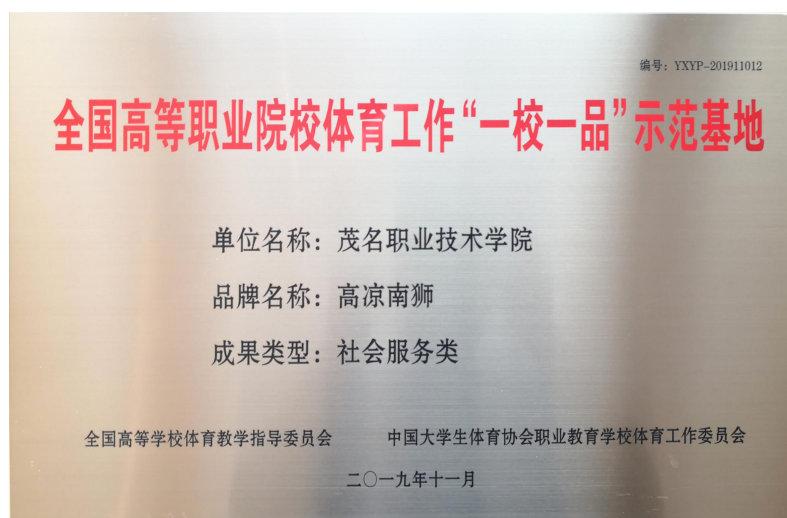 编号：YXYP-201911012
全国高等职业院校体育工作“一校一品”示范基地
单位名称：茂名职业技术学院
品牌名称：高凉南狮
成果类型：社会服务类
全国高等学校体育教学指导委员会 中国大学生体育协会职业教育学校体育工作委员会
二〇一九年十一月